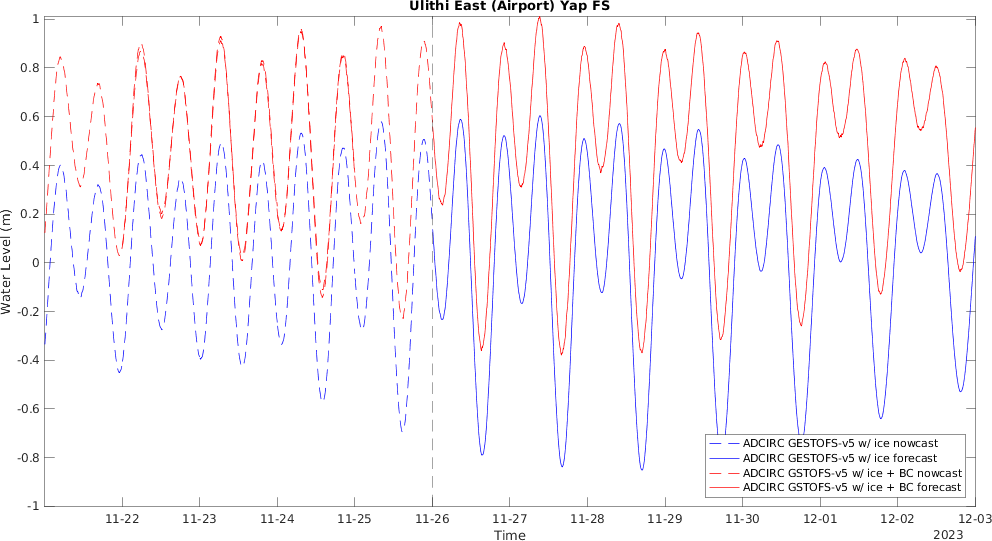 Ulithi East (Airport) Yap FS
Water Level (m)
1
0.8
0.6
0.4
0.2
0
-0.2
-0.4
-0.6
-0.8
-1
ADCIRC GESTOFS-v5 w/ ice nowcast
ADCIRC GESTOFS-v5 w/ ice forecast
ADCIRC GSTOFS-v5 w/ ice + BC nowcast
ADCIRC GSTOFS-v5 w/ ice + BC forecast
11-22 11-23 11-24 11-25 11-26 11-27 11-28 11-29 11-30 12-01 12-02 12-03
Time
2023